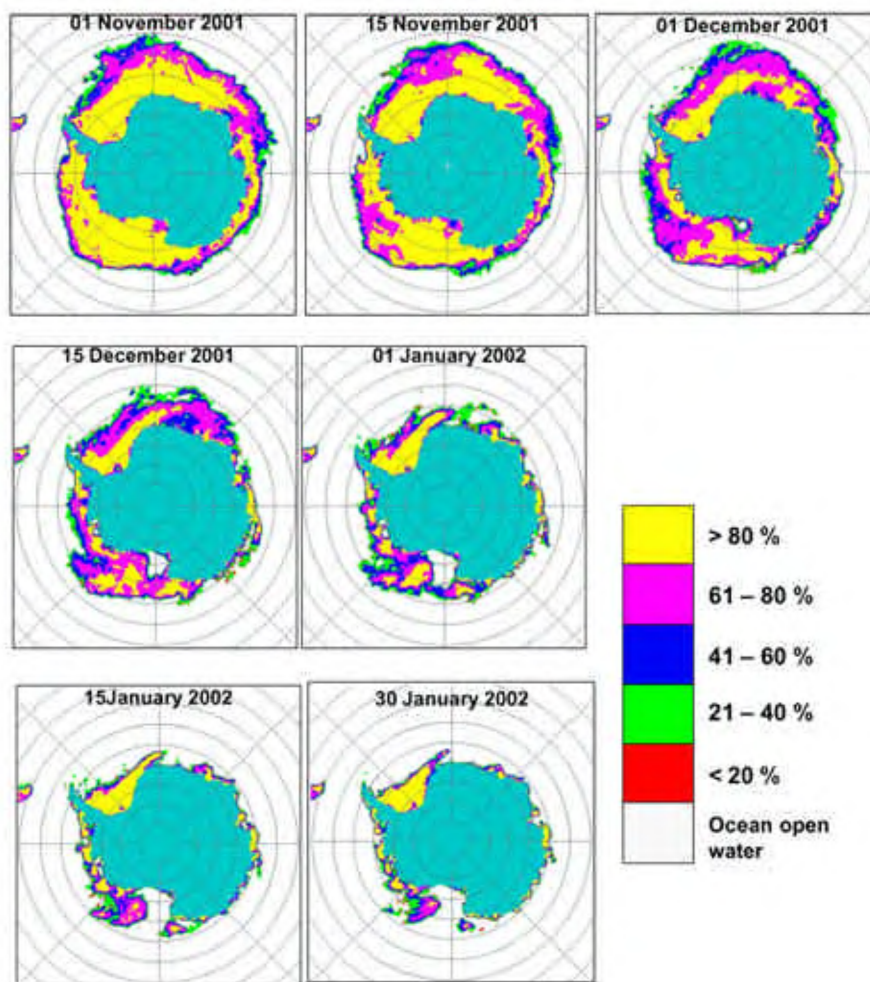 01 November 2001
15 November 2001
01 December 2001
15 December 2001
01 January 2002
> 80 %
61 – 80 %
41 – 60 %
21 – 40 %
< 20 %
Ocean open
water
15January 2002
30 January 2002